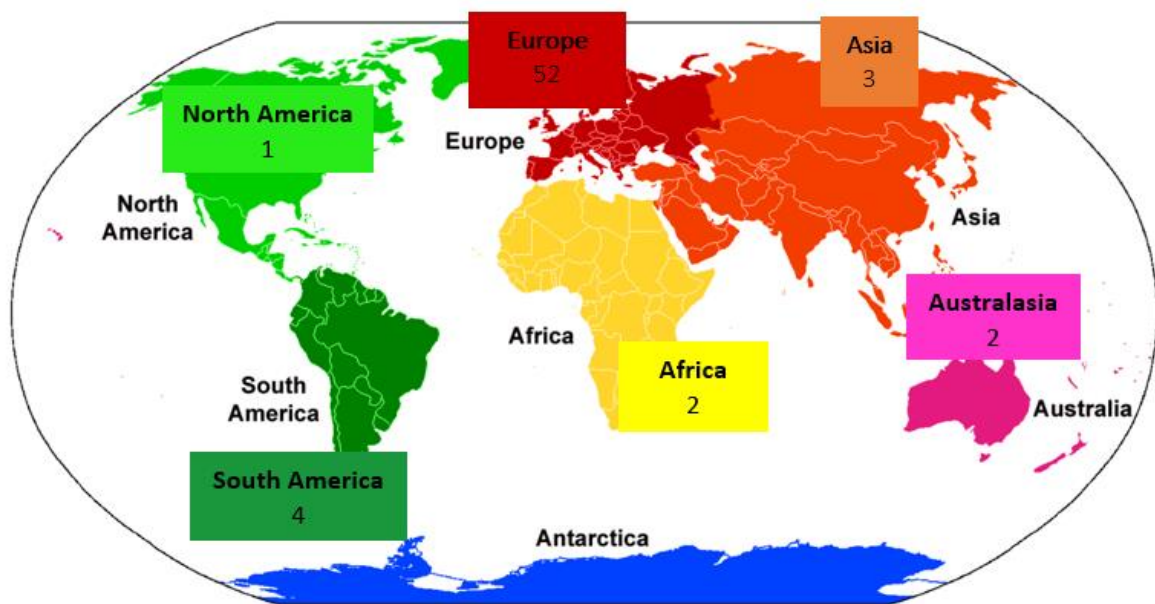 Europe
52
Asia
3
North America
1
Europe
North
America
Asia
Australasia
2
Africa
Africa
2
South
America
Australia
South America
4
Antarctica